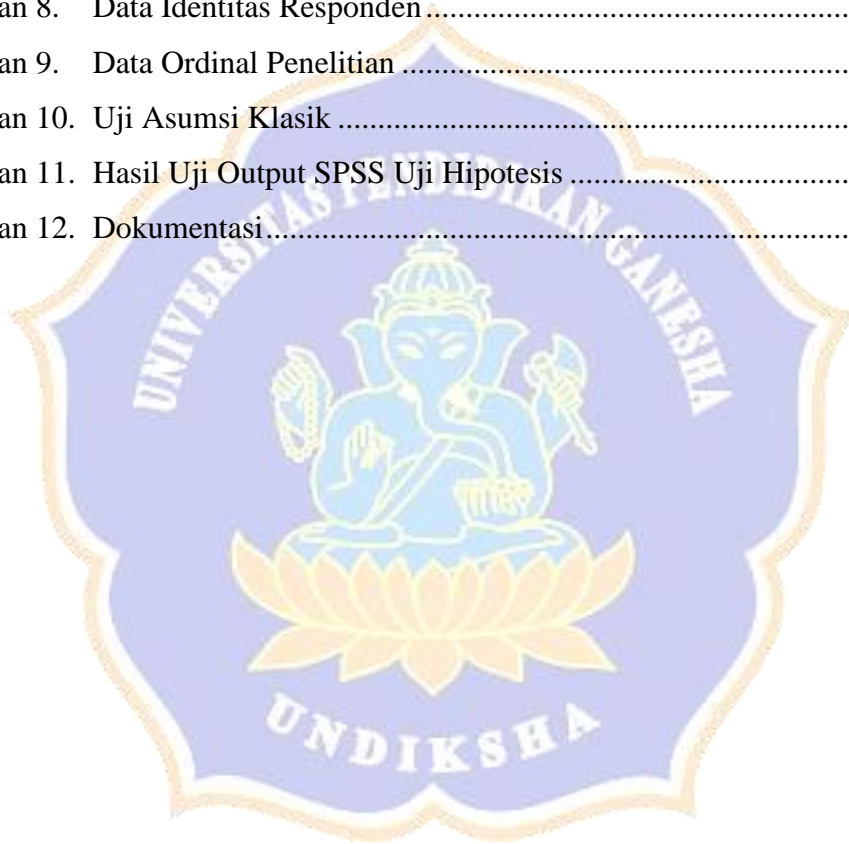 an 8. Data Identitas Responden................................................................
an 9. Data Ordinal Penelitian ...................................................................
an 10. Uji Asumsi Klasik ............................................................................
an 11. Hasil Uji Output SPSS Uji Hipotesis .........................................
an 12. Dokumentasi......................................................................................
UNIVERSITAS PENDIDIKAN GANESHA
UNDIKSHA